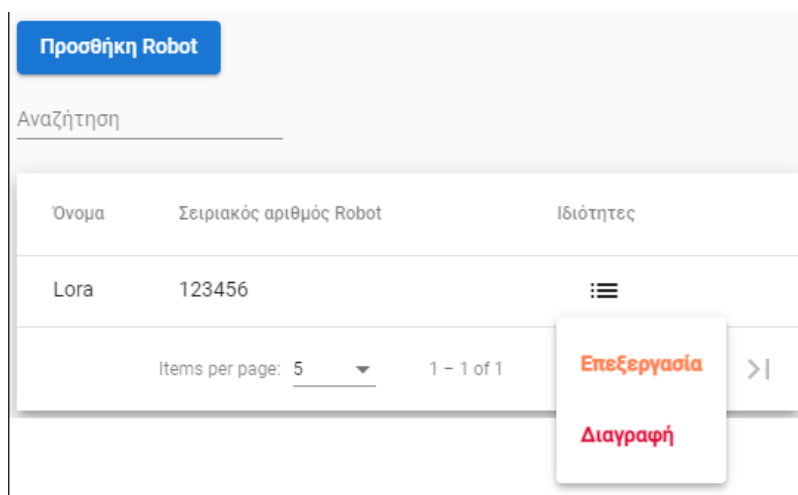 Προσθήκη Robot
Αναζήτηση
Όνομα Σειριακός αριθμός Robot Ιδιότητες
Lora 123456
Items per page: 5 1 – 1 of 1
Επεξεργασία
Διαγραφή